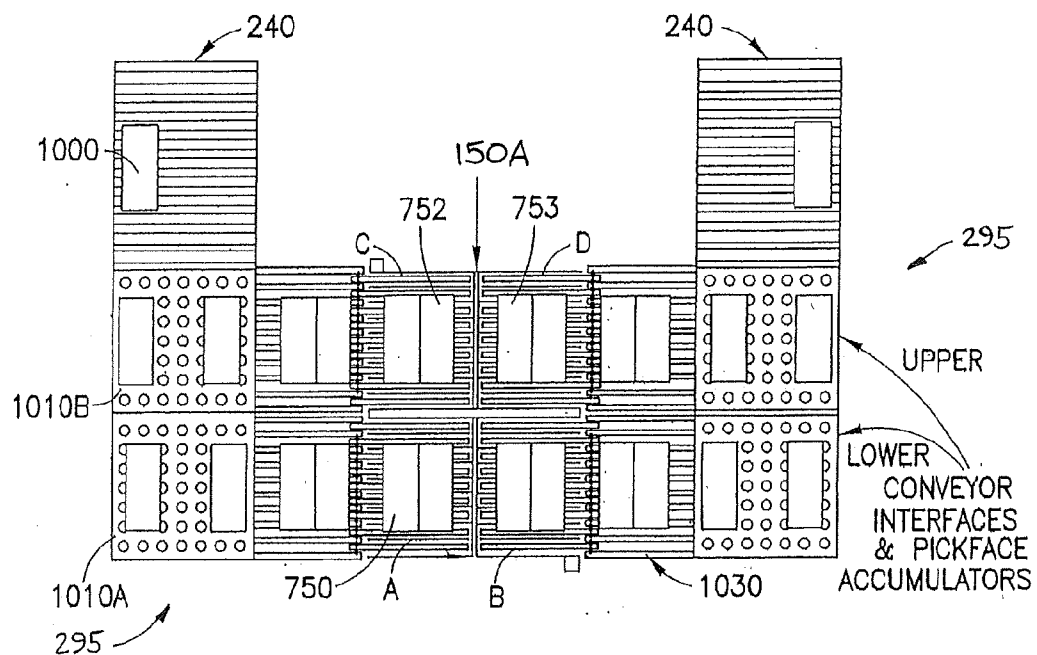 240
240
1000
150A
752
753
C
D
295
UPPER
1010B
LOWER
CONVEYOR
INTERFACES
& PICKFACE
ACCUMULATORS
1010A
750
A
B
1030
295